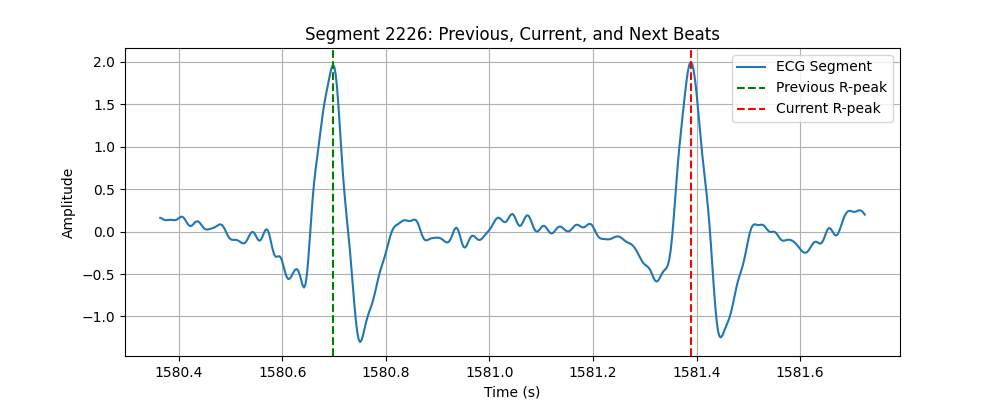 Segment 2226: Previous, Current, and Next Beats
ECG Segment
Previous R-peak
Current R-peak
2.0
1.5
1.0
0.5
0.0
−0.5
−1.0
Amplitude
1580.4 1580.6 1580.8 1581.0 1581.2 1581.4 1581.6
Time (s)